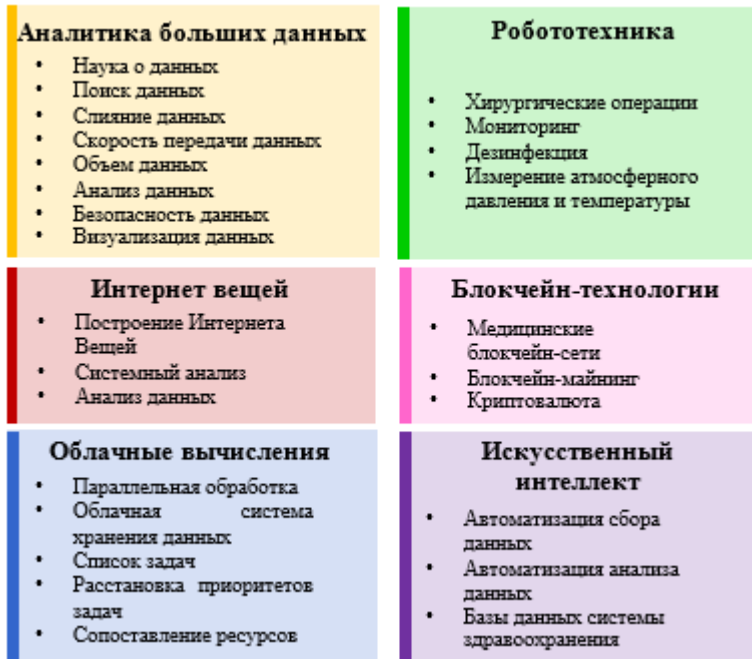 Аналитика больших данных
• Наука о данных
• Поиск данных
• Слияние данных
• Скорость передачи данных
• Объем данных
• Анализ данных
• Безопасность данных
• Визуализация данных
Робототехника
• Хирургические операции
• Мониторинг
• Дезинфекция
• Измерение атмосферного
давления и температуры
Интернет вещей
• Построение Интернета
Вещей
• Системный анализ
• Анализ данных
Блокчейн-технологии
• Медицинские
блокчейн-сети
• Блокчейн-майнинг
• Криптовалюта
Облачные вычисления
• Параллельная обработка
• Облачная система
хранения данных
• Список задач
• Расстановка приоритетов
задач
• Сопоставление ресурсов
Искусственный
интеллект
• Автоматизация сбора
данных
• Автоматизация анализа
данных
• Базы данных системы
здравоохранения